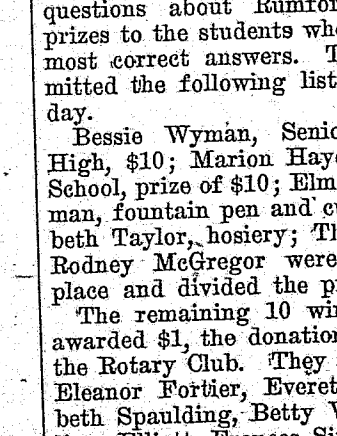 questions about Rumfor
prizes to the students wh
most correct answers. T
mitted the following list
day.
Bessie Wyman, Senio
High, $10; Marion Hay
School, prize of $10; Elm
man, fountain pen and
beth Taylor, hosiery; Th
Rodney McGregor were
place and divided the p
The remaining 10 wi
awarded $1, the donation
the Rotary Club. They
Eleanor Fortier, Everet
beth Spaulding, Betty